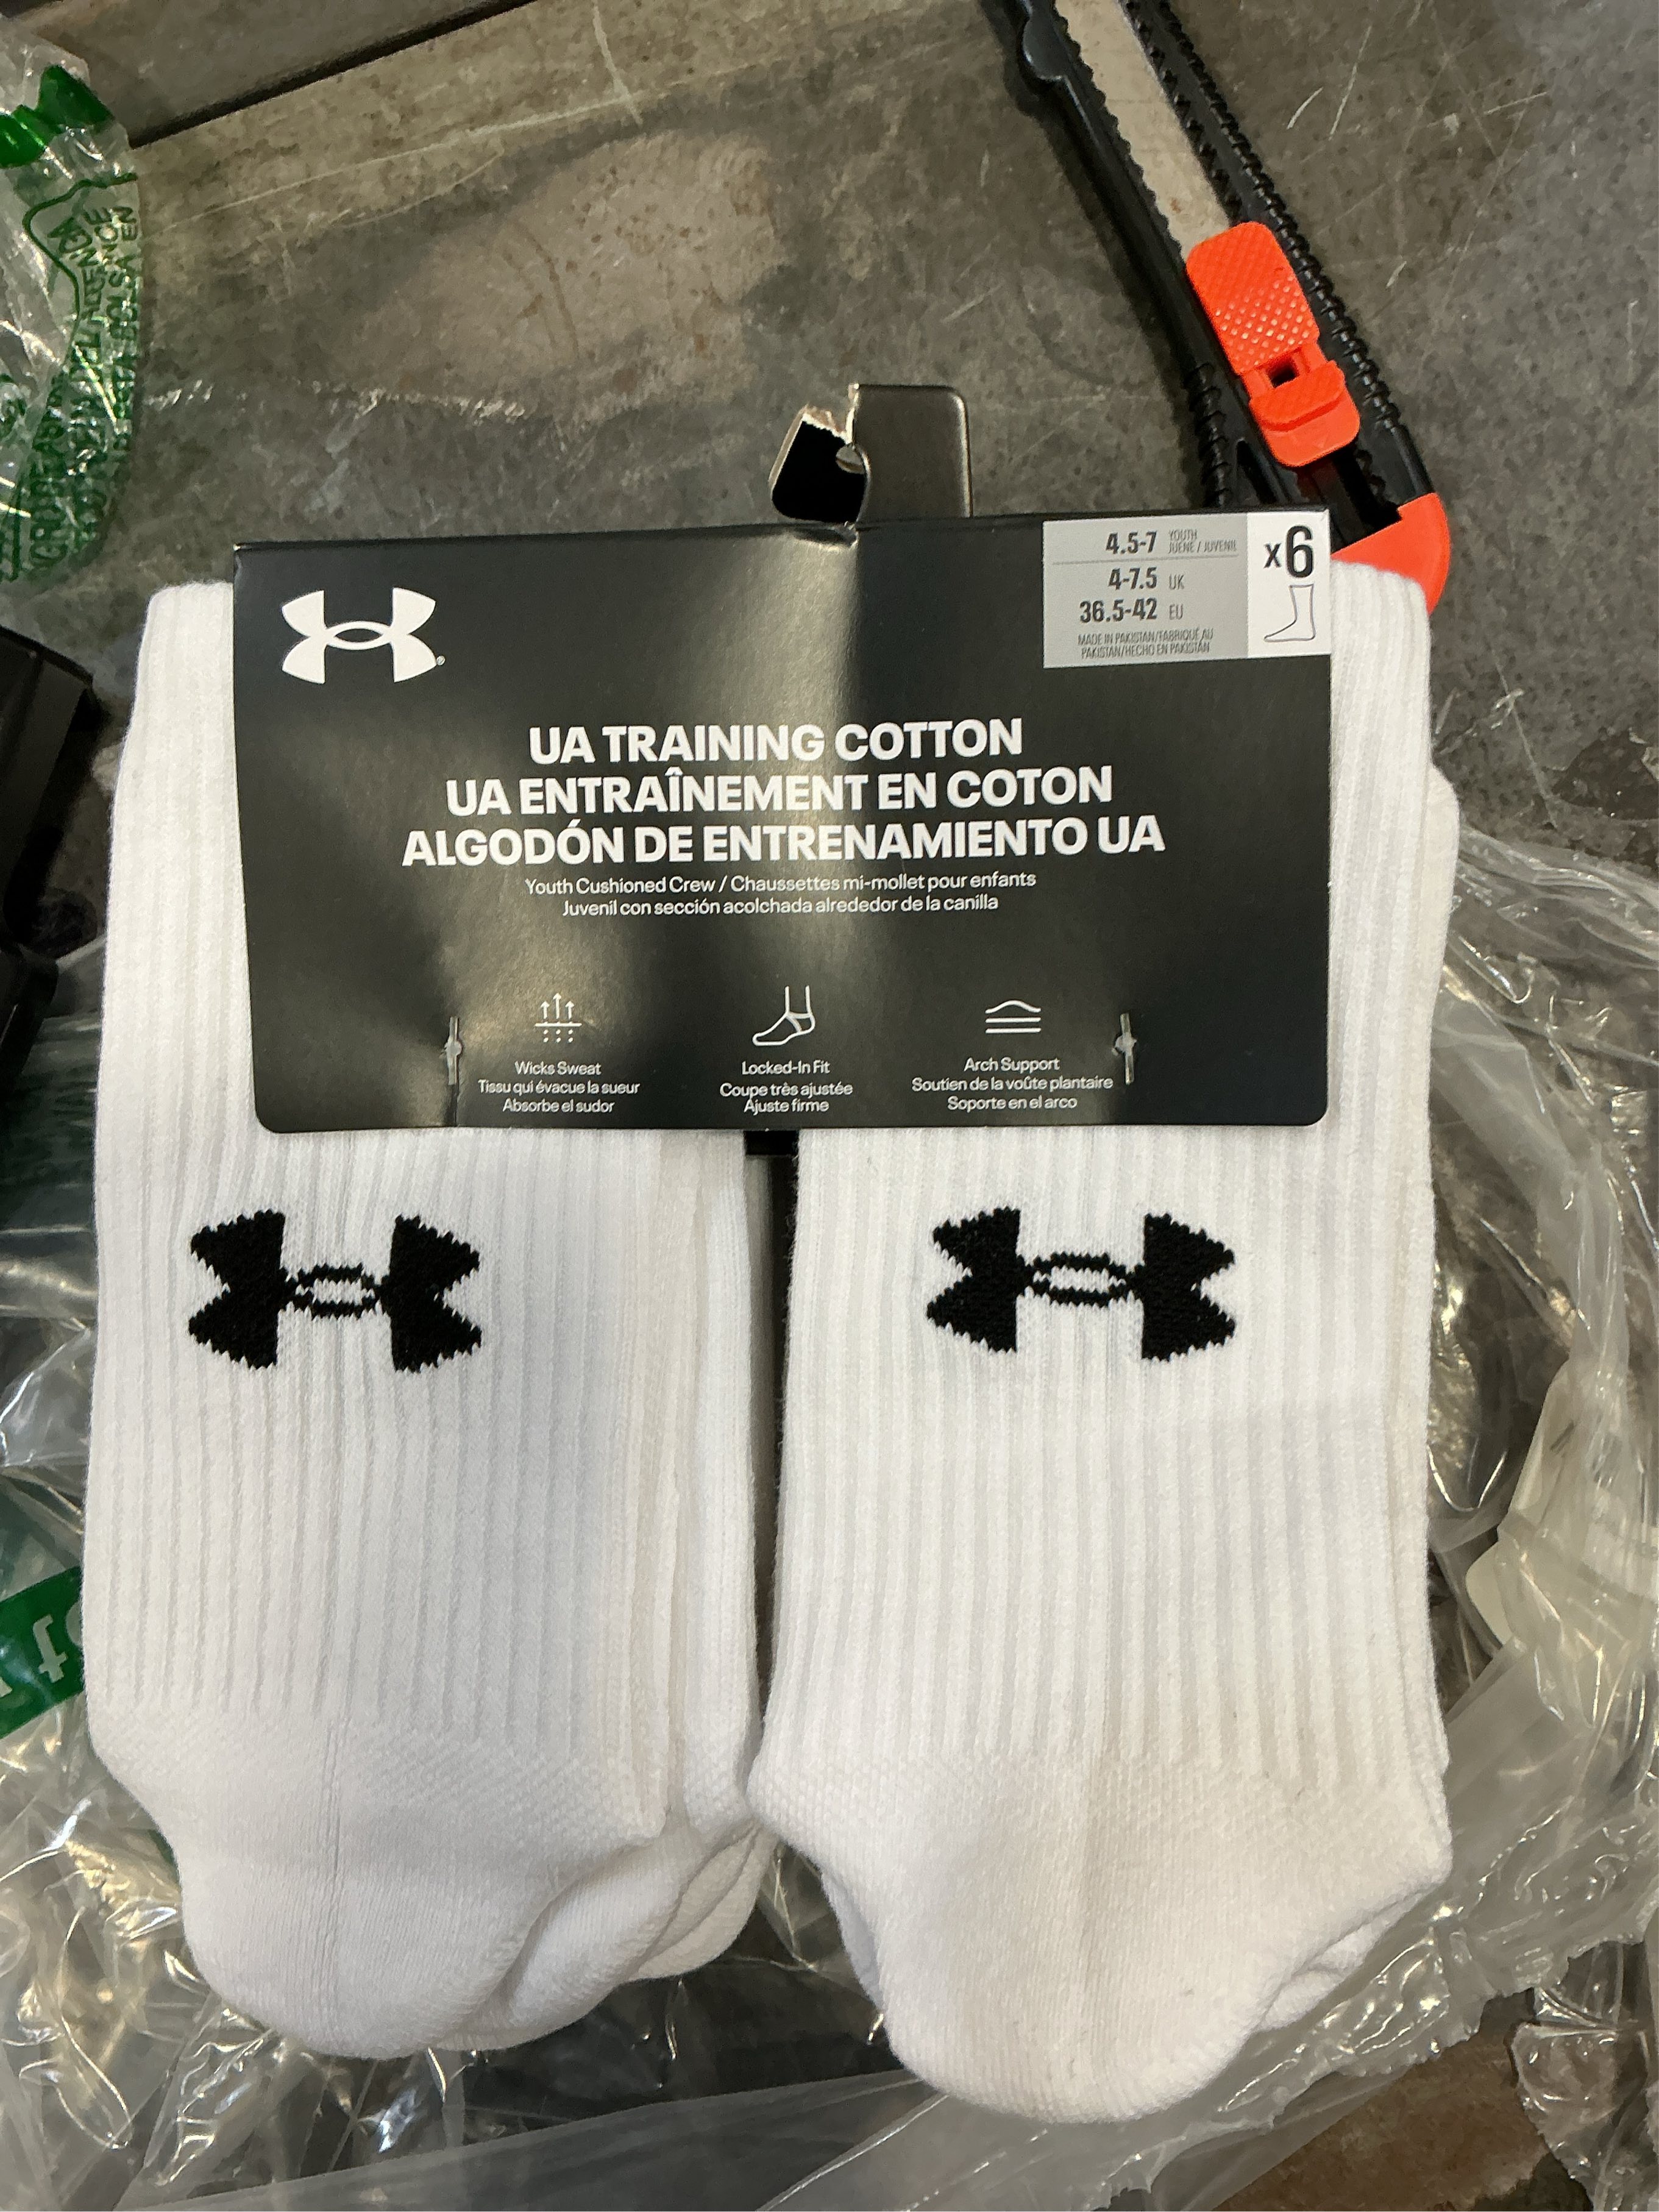 4.5-7 YOUTH
JUENE / JUVENIL
4-7.5 UK
36.5-42 EU
MADE IN PAKISTAN/FABRIQUÉ AU
PAKISTAN/HECHO EN PAKISTÁN
x6
UA TRAINING COTTON
UA ENTRAÎNEMENT EN COTON
ALGODÓN DE ENTRENAMIENTO UA
Youth Cushioned Crew / Chaussettes mi-mollet pour enfants
Juvenil con sección acolchada alrededor de la canilla
Wicks Sweat
Tissu qui évacue la sueur
Absorbe el sudor
Locked-In Fit
Coupe très ajustée
Ajuste firme
Arch Support
Soutien de la voûte plantaire
Soporte en el arco